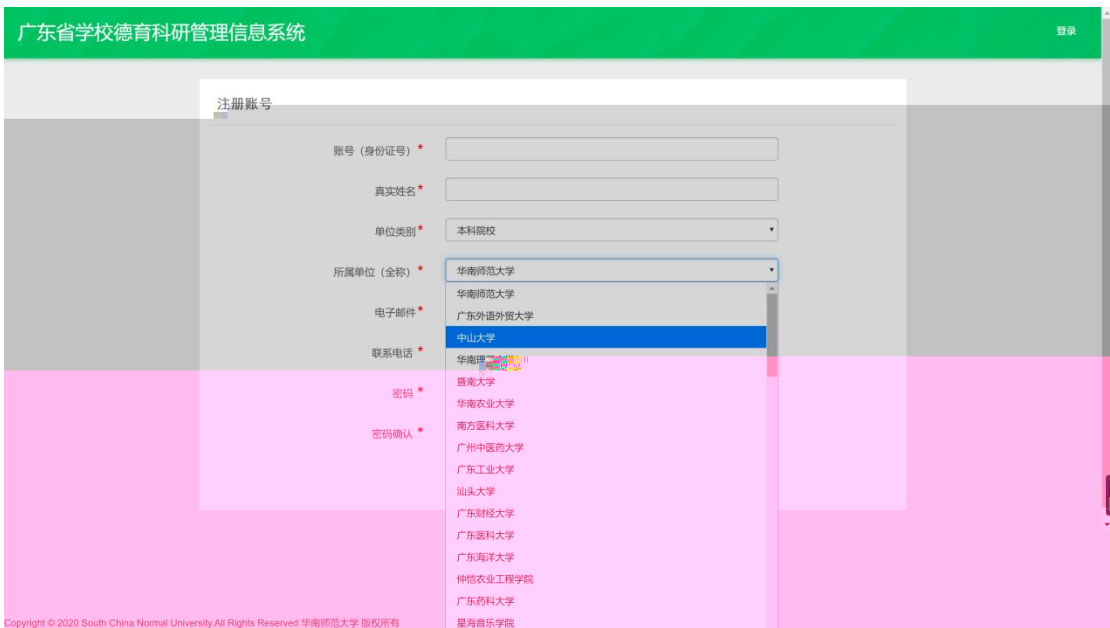 广东省学校德育科研管理信息系统
登录
注册账号
账号（身份证号）*
真实姓名*
单位类别*
本科院校
所属单位（全称）*
华南师范大学
华南师范大学
电子邮件*
广东外语外贸大学
中山大学
联系电话 *
华南理
暨南大学
密码 *
华南农业大学
南方医科大学
密码确认 *
广州中医药大学
广东工业大学
汕头大学
广东财经大学
广东医科大学
广东海洋大学
仲恺农业工程学院
广东药科大学
星海音乐学院
Copyright © 2020 South China Normal University.All Rights Reserved 华南师范大学 版权所有